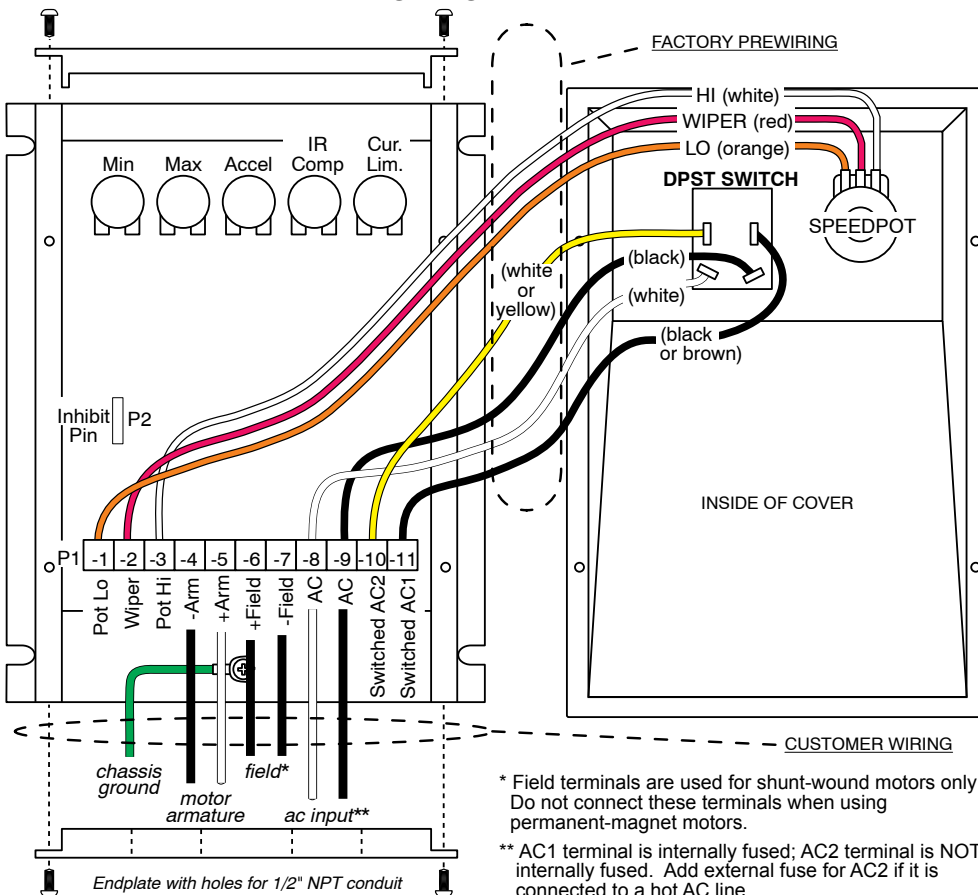 FACTORY PREWIRING
HI (white)
WIPER (red)
LO (orange)
DPST SWITCH
SPEEDPOT
Min
Max
Accel
IR
Comp
Cur.
Lim.
(white
or
yellow)
(black)
(white)
(black
or brown)
Inhibit
Pin
P2
INSIDE OF COVER
P1 -1 -2 -3 -4 -5 -6 -7 -8 -9 -10 -11
Pot Lo
Wiper
Pot Hi
-Arm
+Arm
+Field
-Field
AC
AC
Switched AC2
Switched AC1
CUSTOMER WIRING
chassis
ground
motor
armature
field*
ac input**
* Field terminals are used for shunt-wound motors only
Do not connect these terminals when using
permanent-magnet motors.
** AC1 terminal is internally fused; AC2 terminal is NOT
internally fused. Add external fuse for AC2 if it is
connected to a hot AC line
Endplate with holes for 1/2" NPT conduit